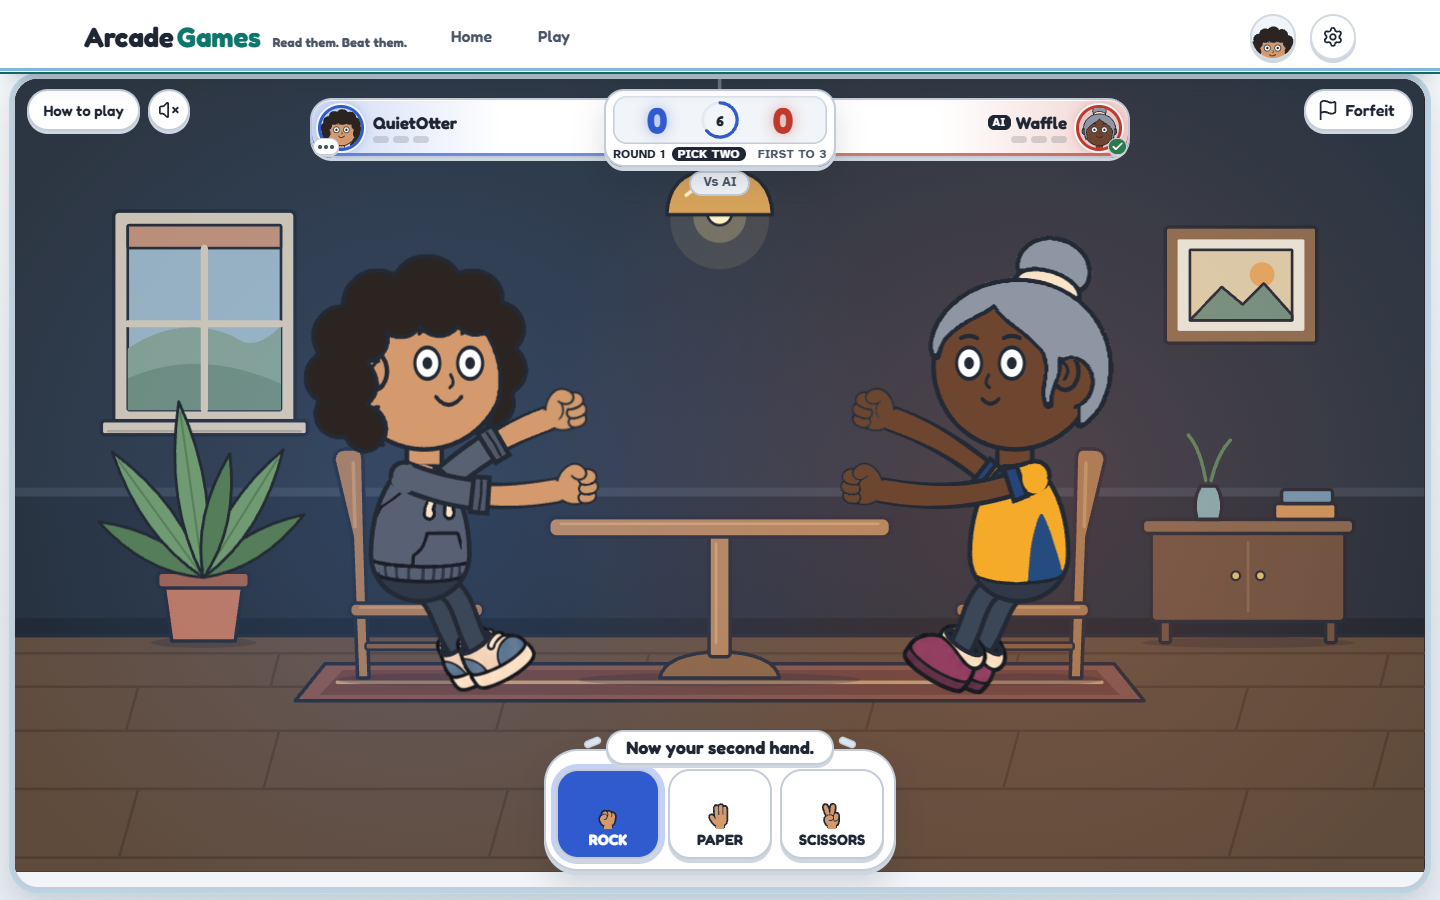 Arcade Games Read them. Beat them. Home Play
How to play
QuietOtter
0 6 0
AI Waffle
Forfeit
ROUND 1 PICK TWO FIRST TO 3
Vs AI
Now your second hand.
ROCK PAPER SCISSORS